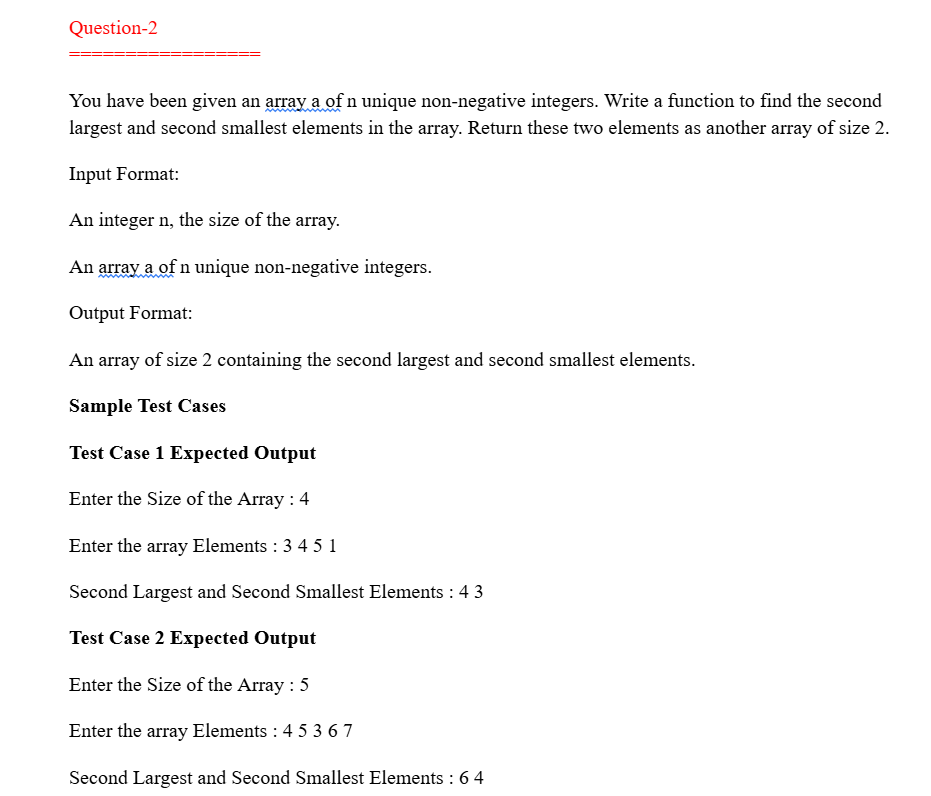 Question-2
=================
You have been given an array a of n unique non-negative integers. Write a function to find the second
largest and second smallest elements in the array. Return these two elements as another array of size 2.
Input Format:
An integer n, the size of the array.
An array a of n unique non-negative integers.
Output Format:
An array of size 2 containing the second largest and second smallest elements.
Sample Test Cases
Test Case 1 Expected Output
Enter the Size of the Array : 4
Enter the array Elements : 3 4 5 1
Second Largest and Second Smallest Elements : 4 3
Test Case 2 Expected Output
Enter the Size of the Array : 5
Enter the array Elements : 4 5 3 6 7
Second Largest and Second Smallest Elements : 6 4